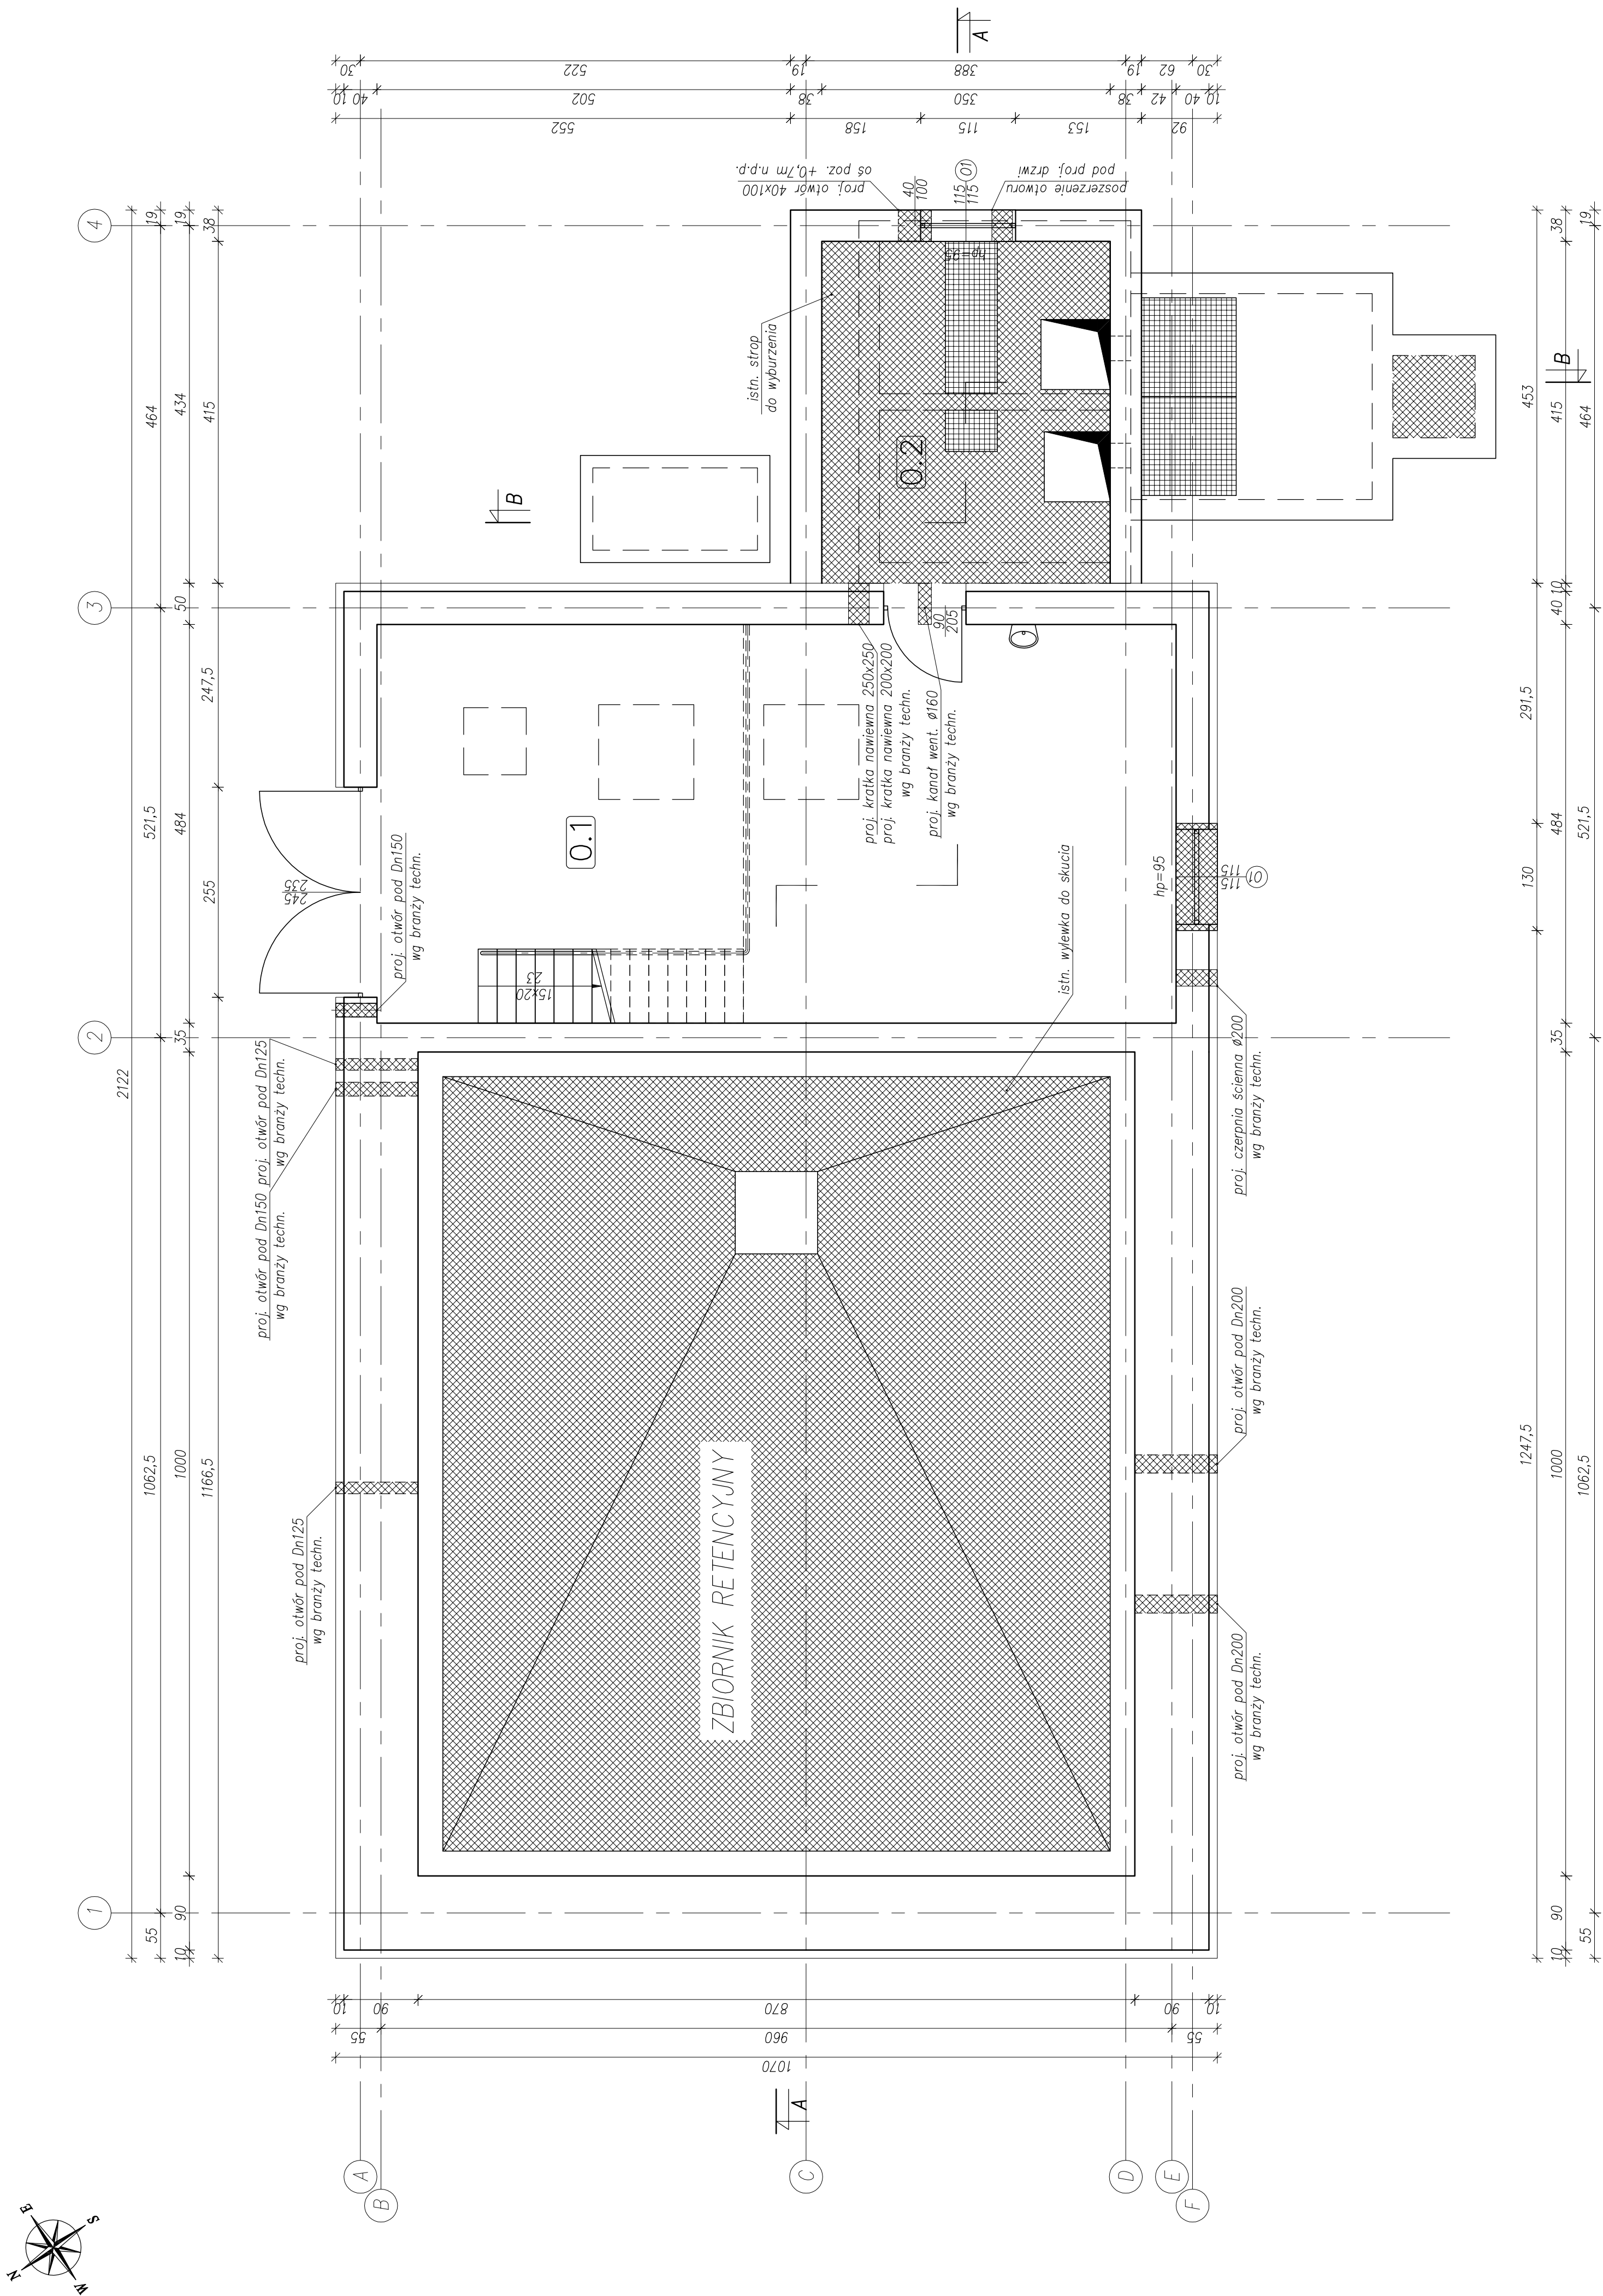 A
30
522
19
388
19
62
30
10
40
502
38
350
38
42
40
10
552
158
115
153
92
4
3
2
1
19
464
521,5
1062,5
55
2122
19
434
50
484
35
1000
90
10
38
415
247,5
255
1166,5
proj. otwór 40x100
oś poz. +0,7m n.p.p.
40
100
115
115
O1
poszerzenie otworu
pod proj. drzwi
hp=95
istn. strop
do wyburzenia
0.2
B
B
proj. kratka nawiewna 250x250
proj. kratka nawiewna 200x200
wg branży techn.
proj. kanał went. ø160
wg branży techn.
90
205
0.1
245
235
proj. otwór pod Dn150
wg branży techn.
15x20
23
istn. wylewka do skucia
hp=95
115
115
O1
proj. otwór pod Dn125
wg branży techn.
proj. otwór pod Dn150
wg branży techn.
proj. czerpnia ścienna ø200
wg branży techn.
proj. otwór pod Dn125
wg branży techn.
ZBIORNIK RETENCYJNY
proj. otwór pod Dn200
wg branży techn.
proj. otwór pod Dn200
wg branży techn.
453
291,5
130
1247,5
38
415
10
40
484
35
1000
90
10
19
464
521,5
1062,5
55
10
90
870
90
10
55
960
55
1070
A
A
B
C
D
E
F
N
E
S
W